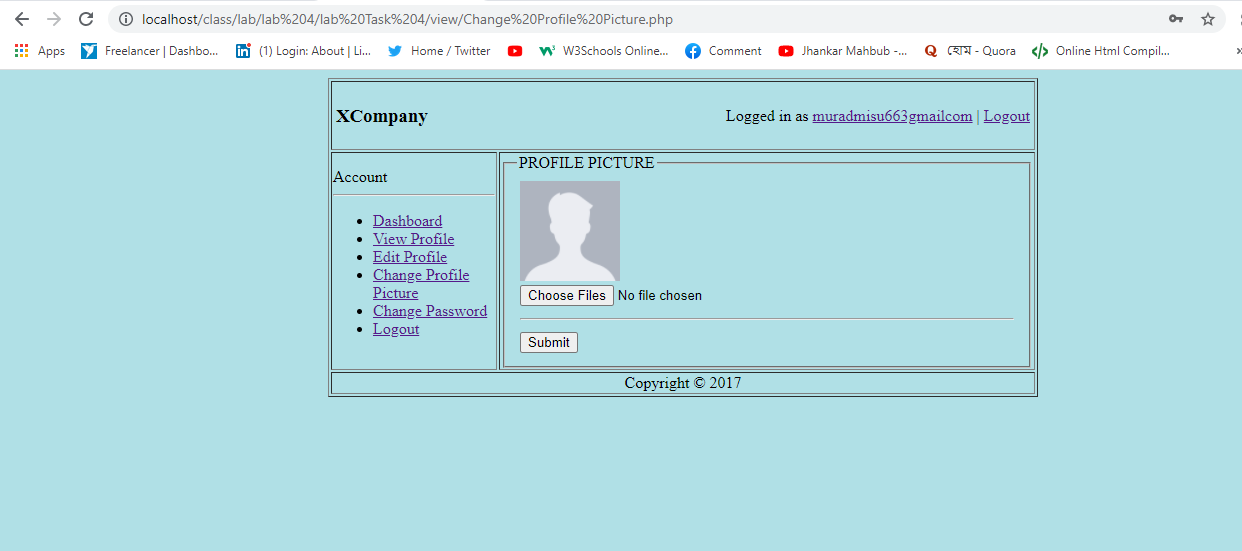 localhost/class/lab/lab%204/lab%20Task%204/view/Change%20Profile%20Picture.php
Apps Freelancer | Dashbo... (1) Login: About | Li... Home / Twitter W3Schools Online... Comment Jhankar Mahbub -... হোম - Quora Online Html Compil...
XCompany
Logged in as muradmisu663gmailcom | Logout
Account
Dashboard
View Profile
Edit Profile
Change Profile
Picture
Change Password
Logout
PROFILE PICTURE
Choose Files No file chosen
Submit
Copyright © 2017